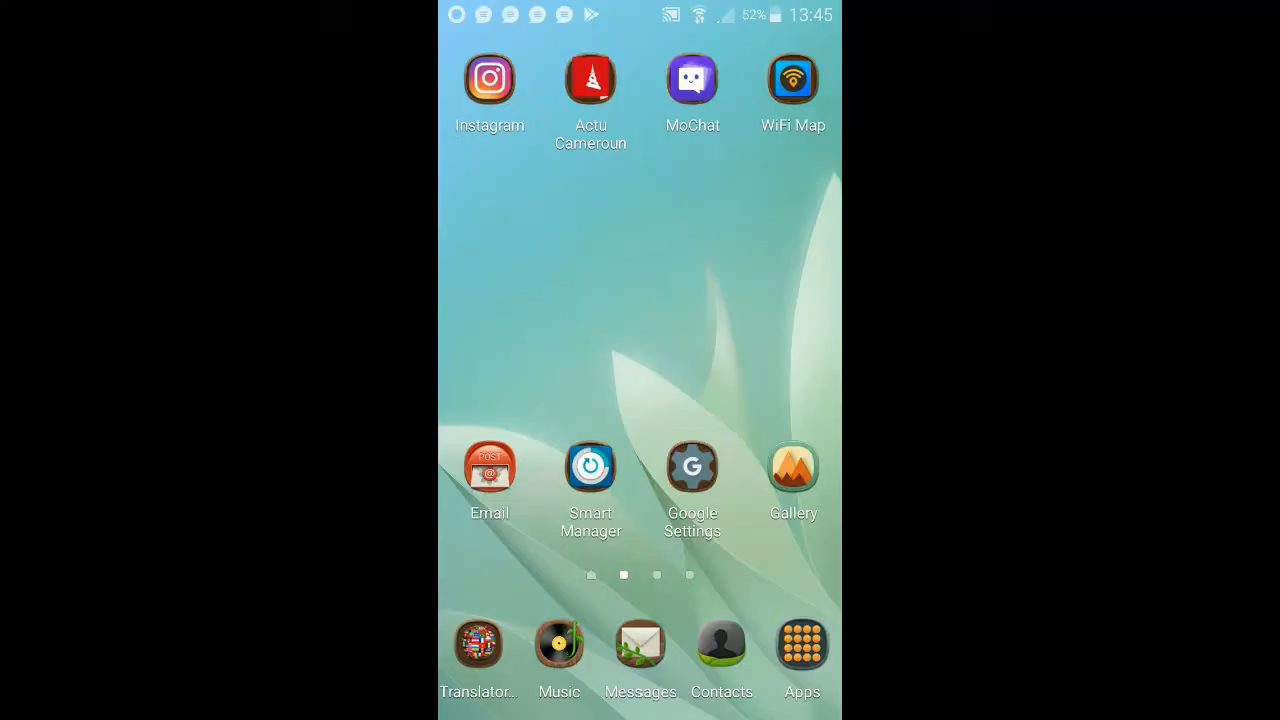 52% 13:45
Instagram
Actu
Cameroun
MoChat
WiFi Map
POST
@
Email
Smart
Manager
G
Google
Settings
Gallery
Translator...
Music
Messages
Contacts
Apps